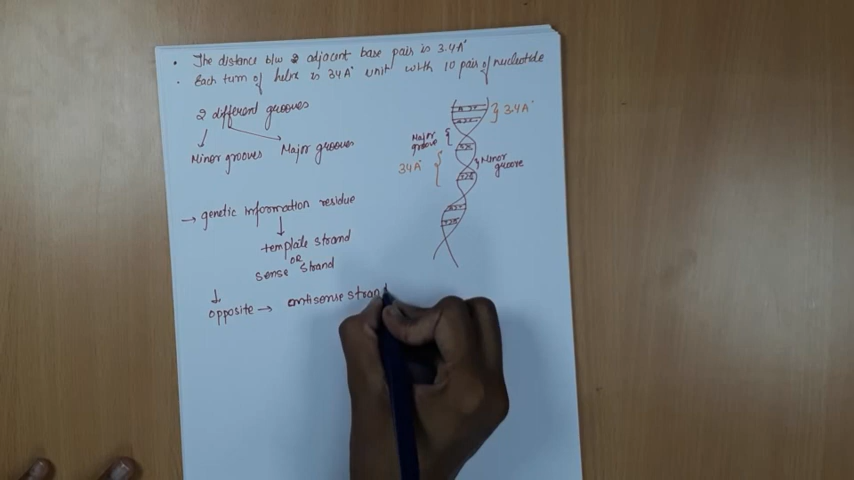 • The distance b/w 2 adjacent base pair is 3.4A°
• Each turn of helix is 34A° unit with 10 pair of nucleotide
2 different grooves
Minor grooves Major grooves
3.4A°
Major groove
34A°
Minor groove
→ genetic information residue
template strand
OR
sense strand
opposite → antisense stran